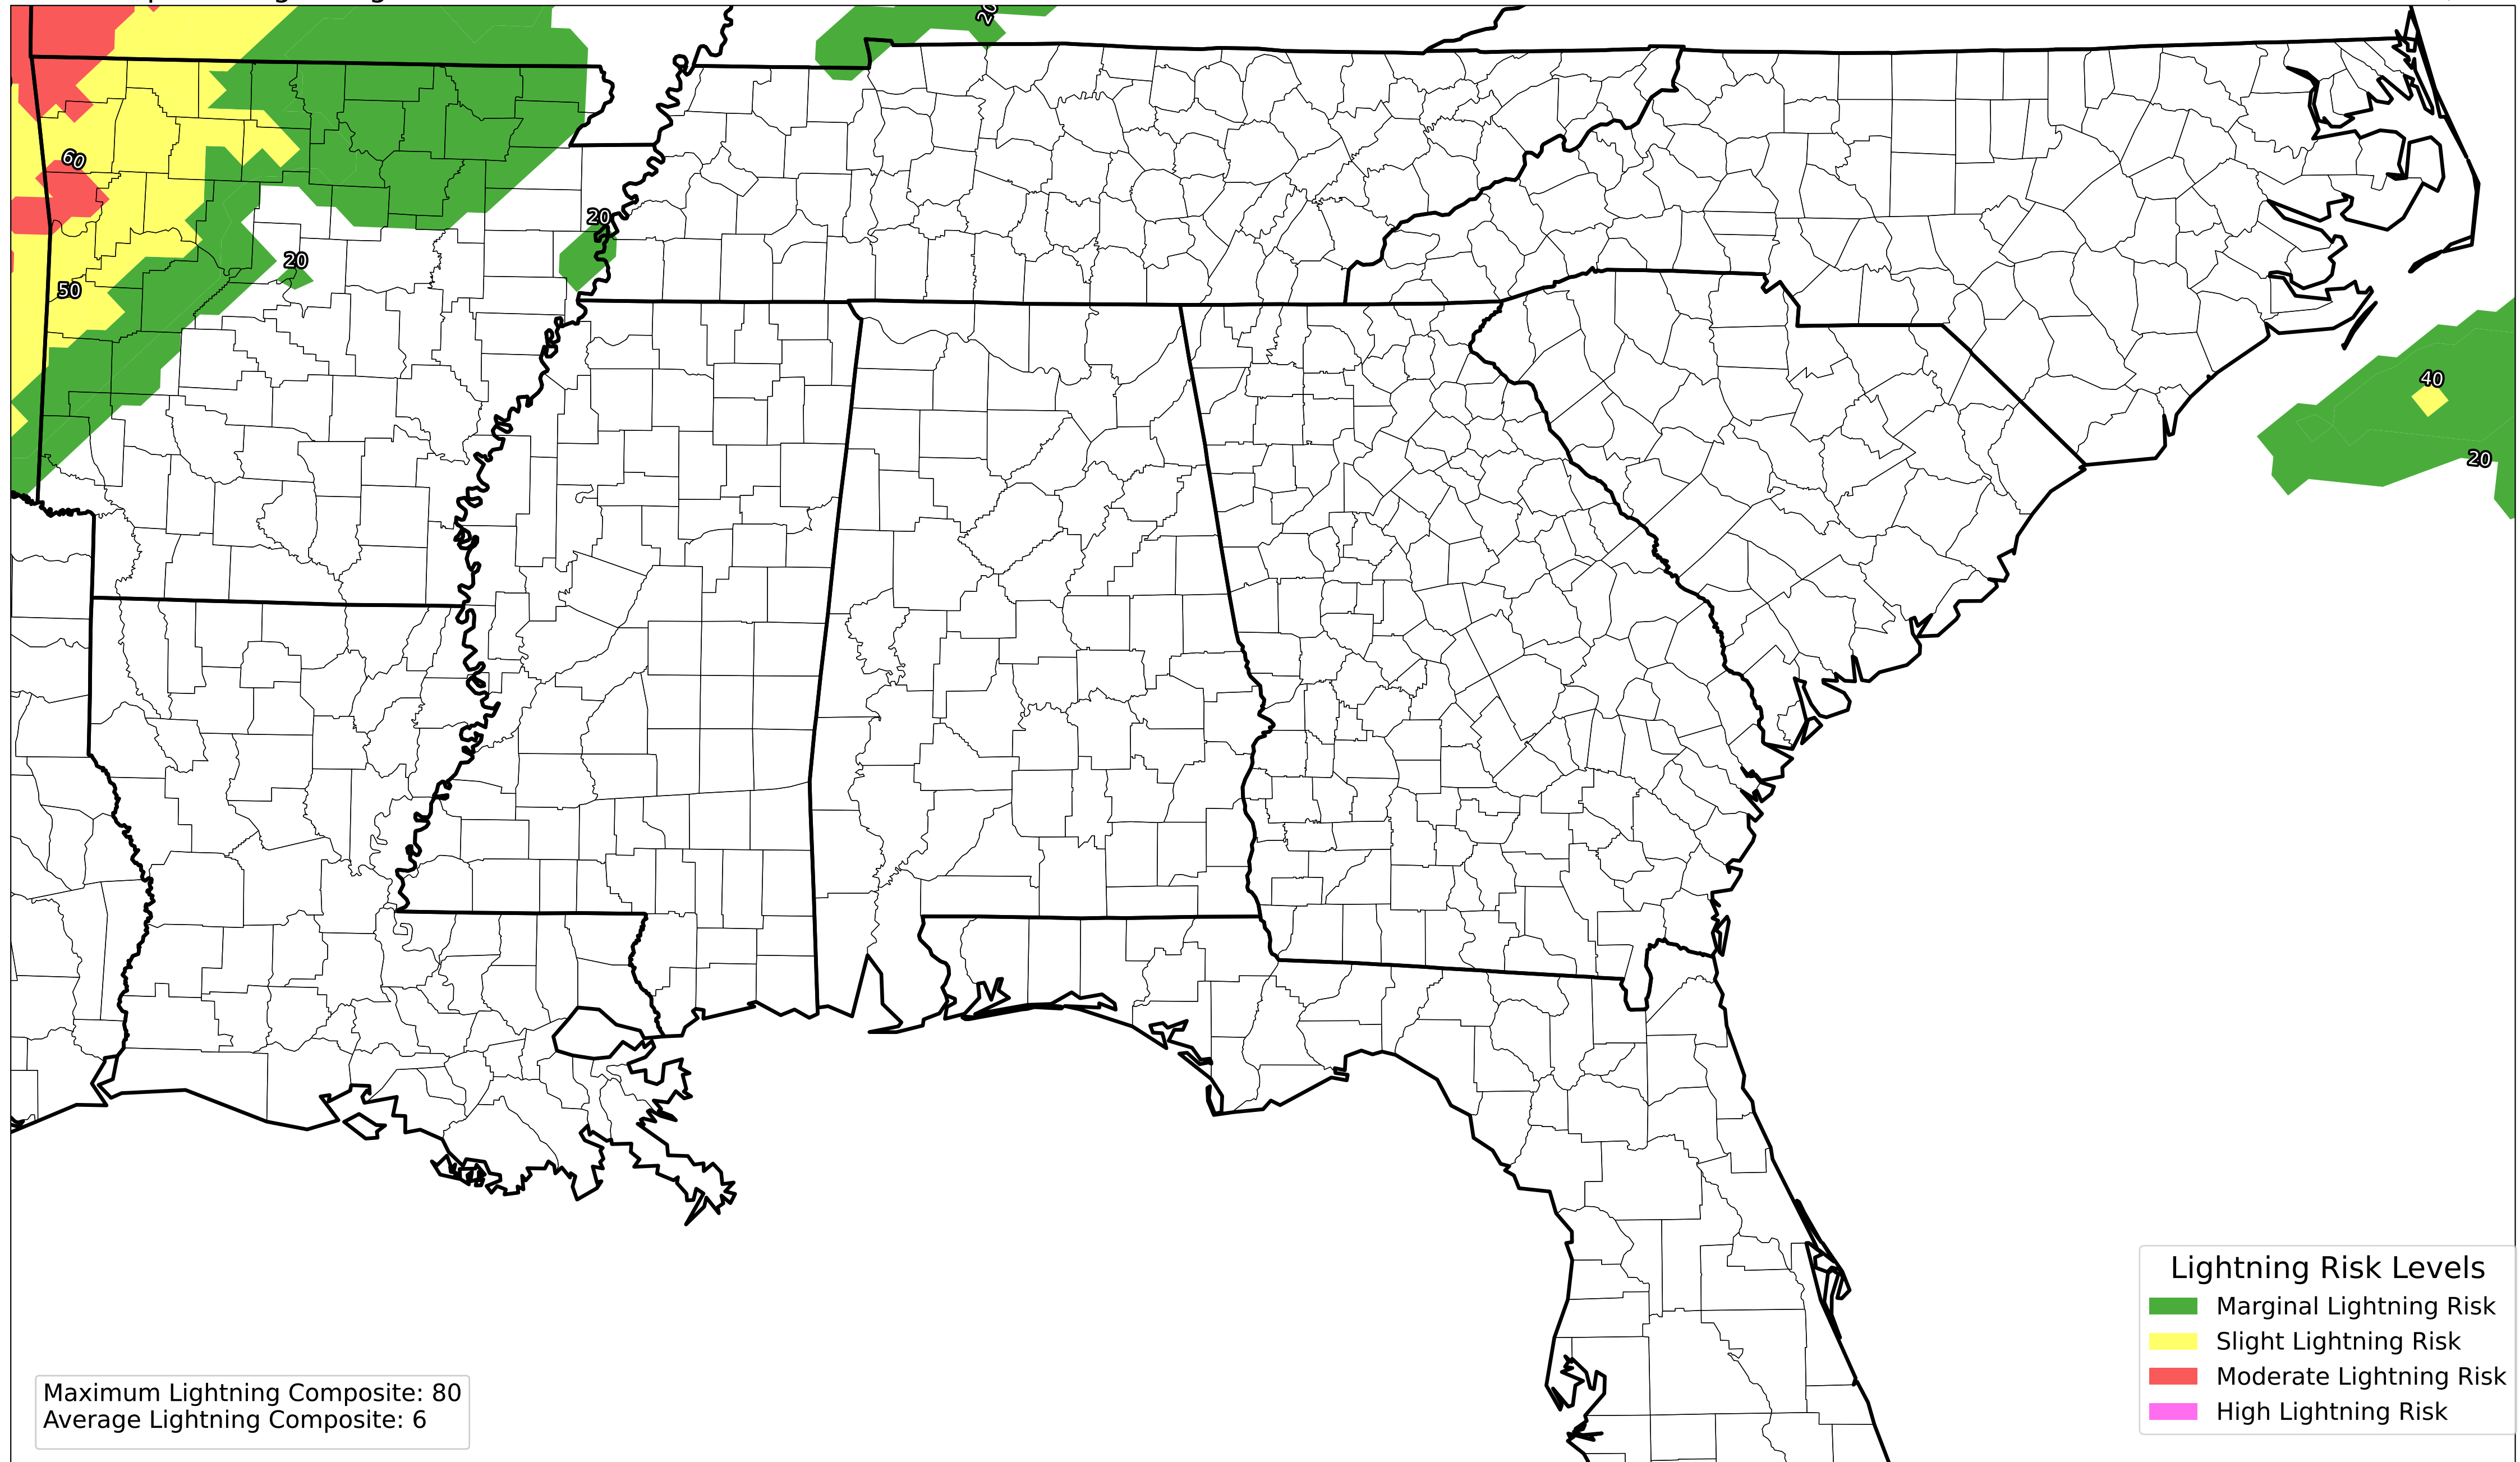 20
60
20
20
50
40
20
Lightning Risk Levels
Marginal Lightning Risk
Slight Lightning Risk
Moderate Lightning Risk
High Lightning Risk
Maximum Lightning Composite: 80
Average Lightning Composite: 6